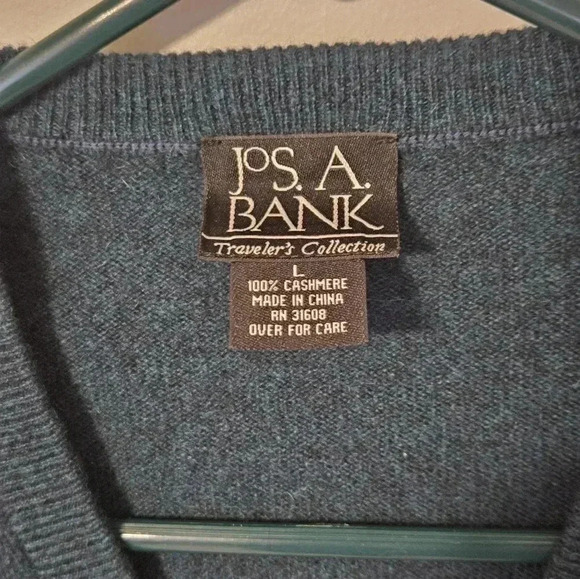 JOS. A.
BANK
Traveler's Collection
L
100% CASHMERE
MADE IN CHINA
RN 31608
OVER FOR CARE